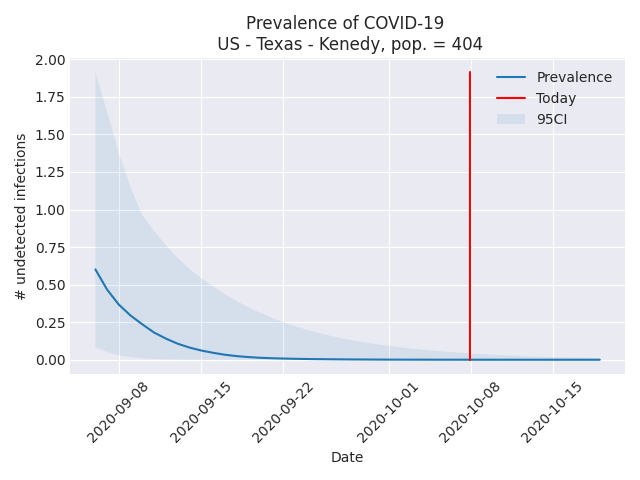 Prevalence of COVID-19
US - Texas - Kenedy, pop. = 404
# undetected infections
2.00
1.75
1.50
1.25
1.00
0.75
0.50
0.25
0.00
Prevalence
Today
95CI
2020-09-08
2020-09-15
2020-09-22
2020-10-01
2020-10-08
2020-10-15
Date